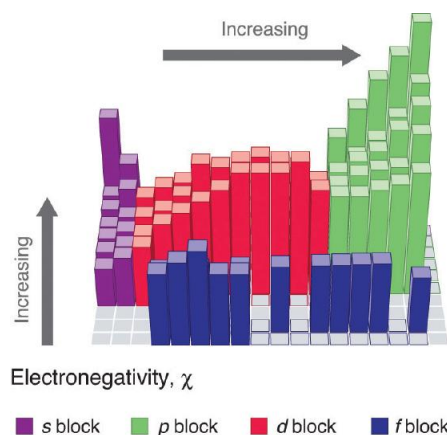 Increasing
Increasing
Electronegativity, χ
s block
p block
d block
f block